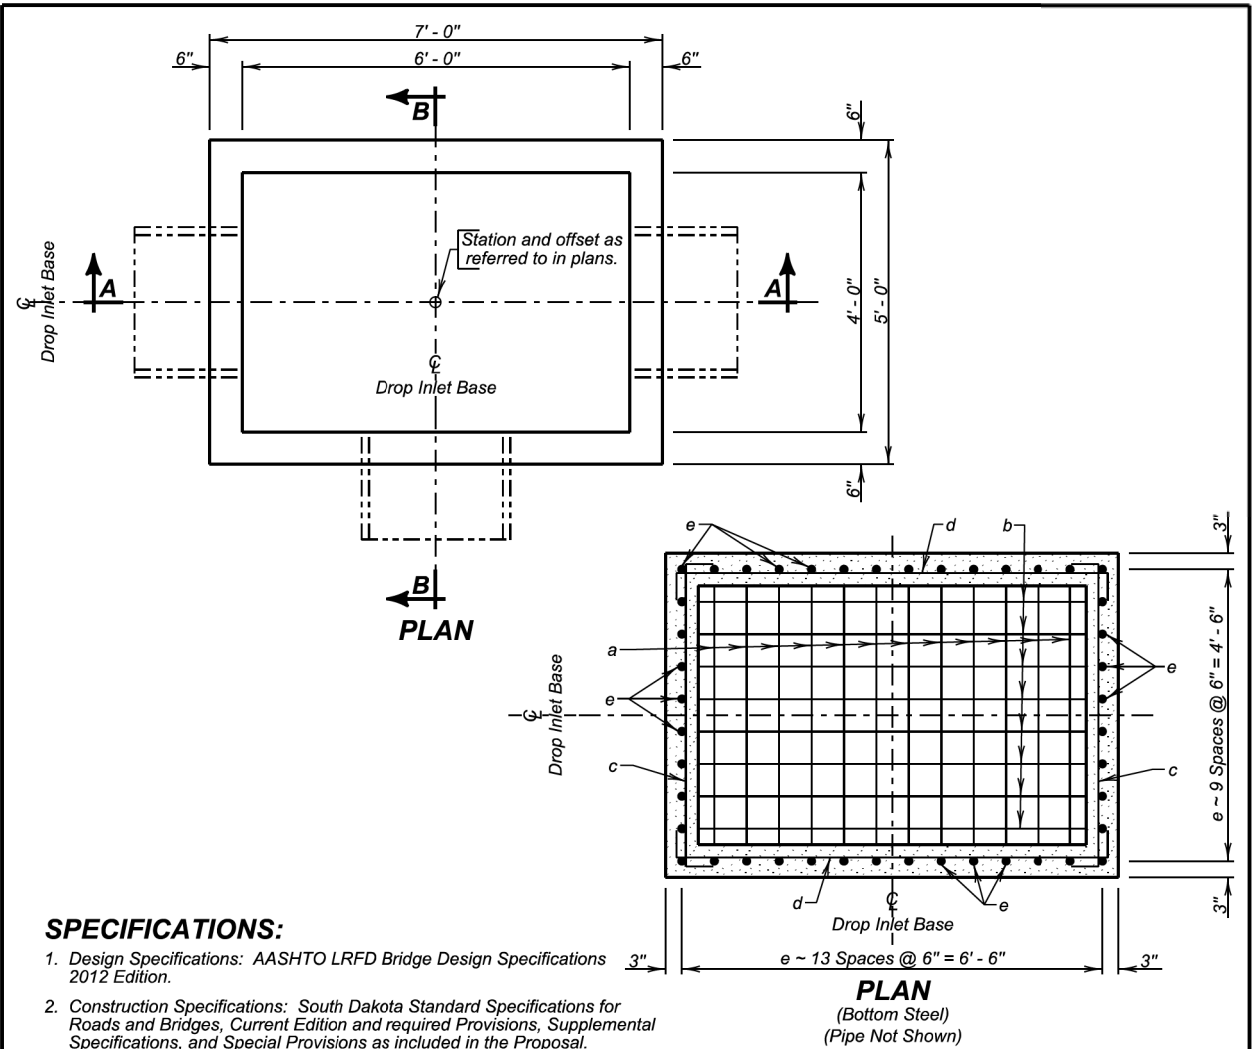 7' - 0"
6" 6' - 0" 6"
B
6"
Station and offset as
referred to in plans.
Drop Inlet Base
A
A
4' - 0"
5' - 0"
℄
℄
Drop Inlet Base
6"
B
PLAN
e d b 3"
a
e
e
Drop Inlet Base
℄
c
c
e ~ 9 Spaces @ 6" = 4' - 6"
d
e
℄
Drop Inlet Base
3"
3" e ~ 13 Spaces @ 6" = 6' - 6" 3"
PLAN
(Bottom Steel)
(Pipe Not Shown)
SPECIFICATIONS:
1. Design Specifications: AASHTO LRFD Bridge Design Specifications
2012 Edition.
2. Construction Specifications: South Dakota Standard Specifications for
Roads and Bridges, Current Edition and required Provisions, Supplemental
Specifications, and Special Provisions as included in the Proposal.